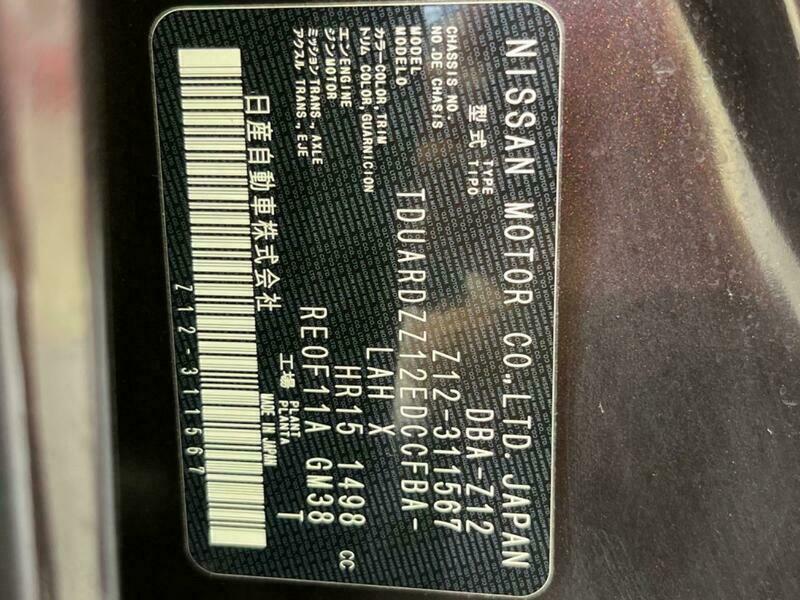 NISSAN MOTOR CO.,LTD. JAPAN
型式 TYPE TIPO DBA-Z12
CHASSIS NO.
NO.DE CHASIS Z12-311567
MODEL
MODELO TDUARDZZ12EDCCFBA-
カラー COLOR, TRIM
トリム COLOR, GUARNICION LAH X
エンジン ENGINE MOTOR HR15 1498 CC
ミッション TRANS., AXLE
アクスル TRANS., EJE RE0F11A GM38
工場 PLANT PLANTA T
日産自動車株式会社 MADE IN JAPAN
Z12-311567